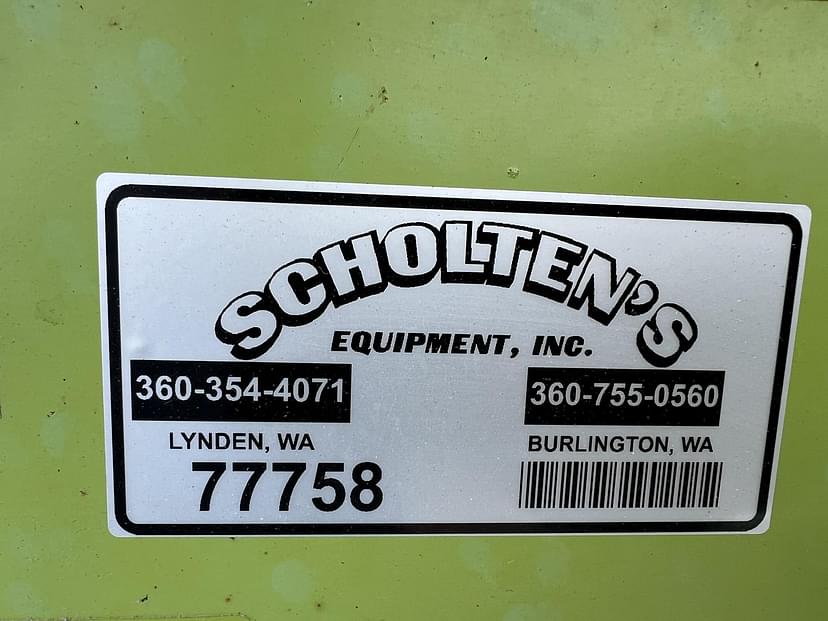 SCHOLTEN'S
EQUIPMENT, INC.
360-354-4071
LYNDEN, WA
77758
360-755-0560
BURLINGTON, WA